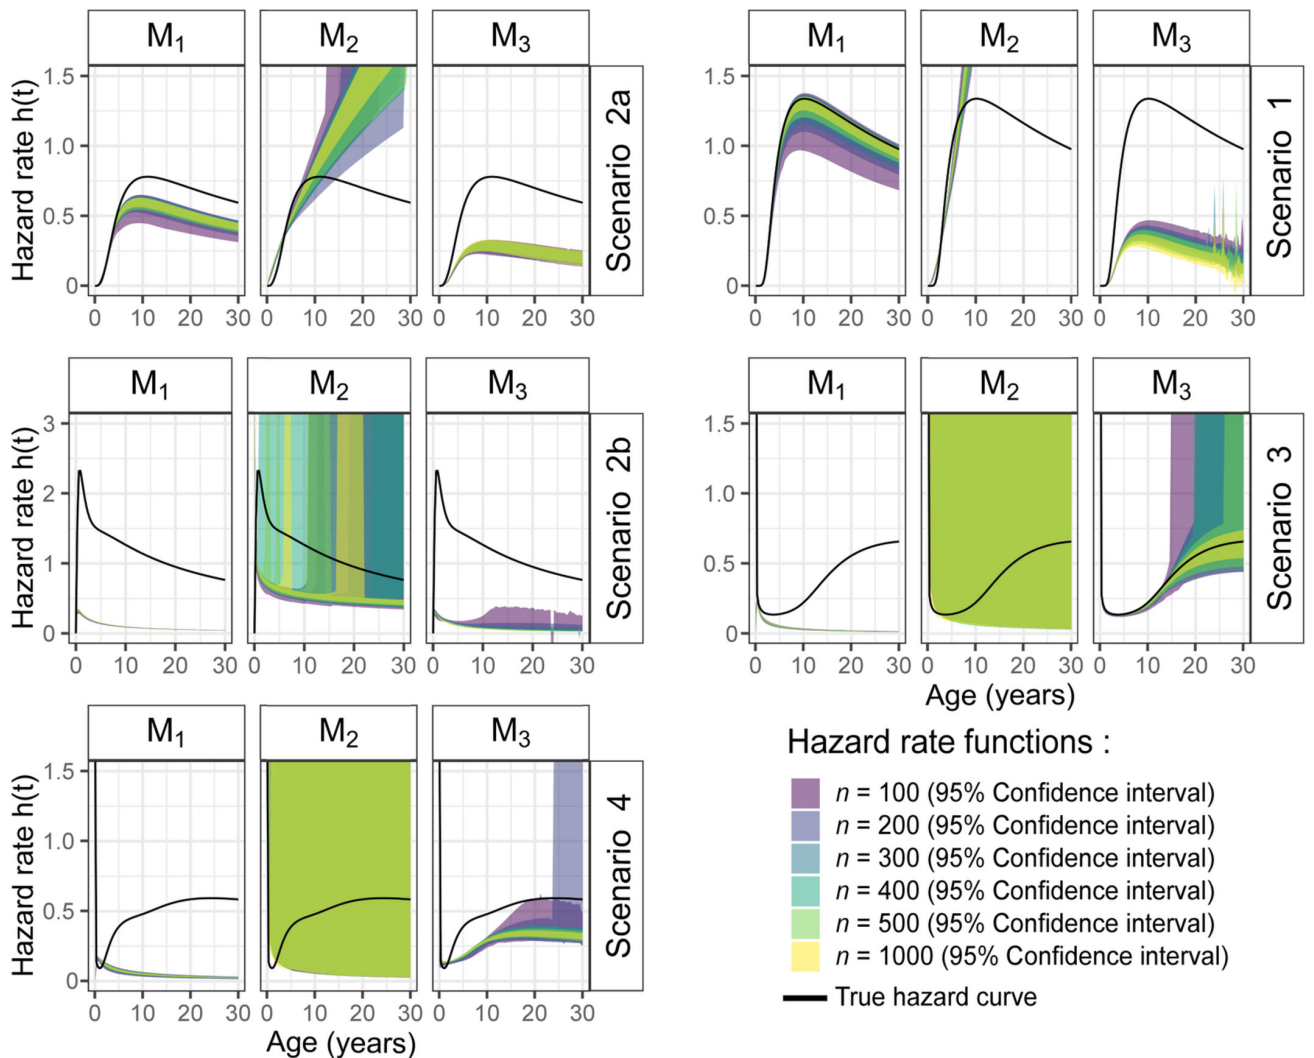 M1 M2 M3
Hazard rate h(t)
1.5
1.0
0.5
0
0 10 20 30 0 10 20 30 0 10 20 30
Scenario 2a
M1 M2 M3
1.5
1.0
0.5
0
0 10 20 30 0 10 20 30 0 10 20 30
Scenario 1
M1 M2 M3
Hazard rate h(t)
3
2
1
0
0 10 20 30 0 10 20 30 0 10 20 30
Scenario 2b
M1 M2 M3
1.5
1.0
0.5
0
0 10 20 30 0 10 20 30 0 10 20 30
Age (years)
Scenario 3
M1 M2 M3
Hazard rate h(t)
1.5
1.0
0.5
0
0 10 20 30 0 10 20 30 0 10 20 30
Age (years)
Scenario 4
Hazard rate functions :
n = 100 (95% Confidence interval)
n = 200 (95% Confidence interval)
n = 300 (95% Confidence interval)
n = 400 (95% Confidence interval)
n = 500 (95% Confidence interval)
n = 1000 (95% Confidence interval)
True hazard curve